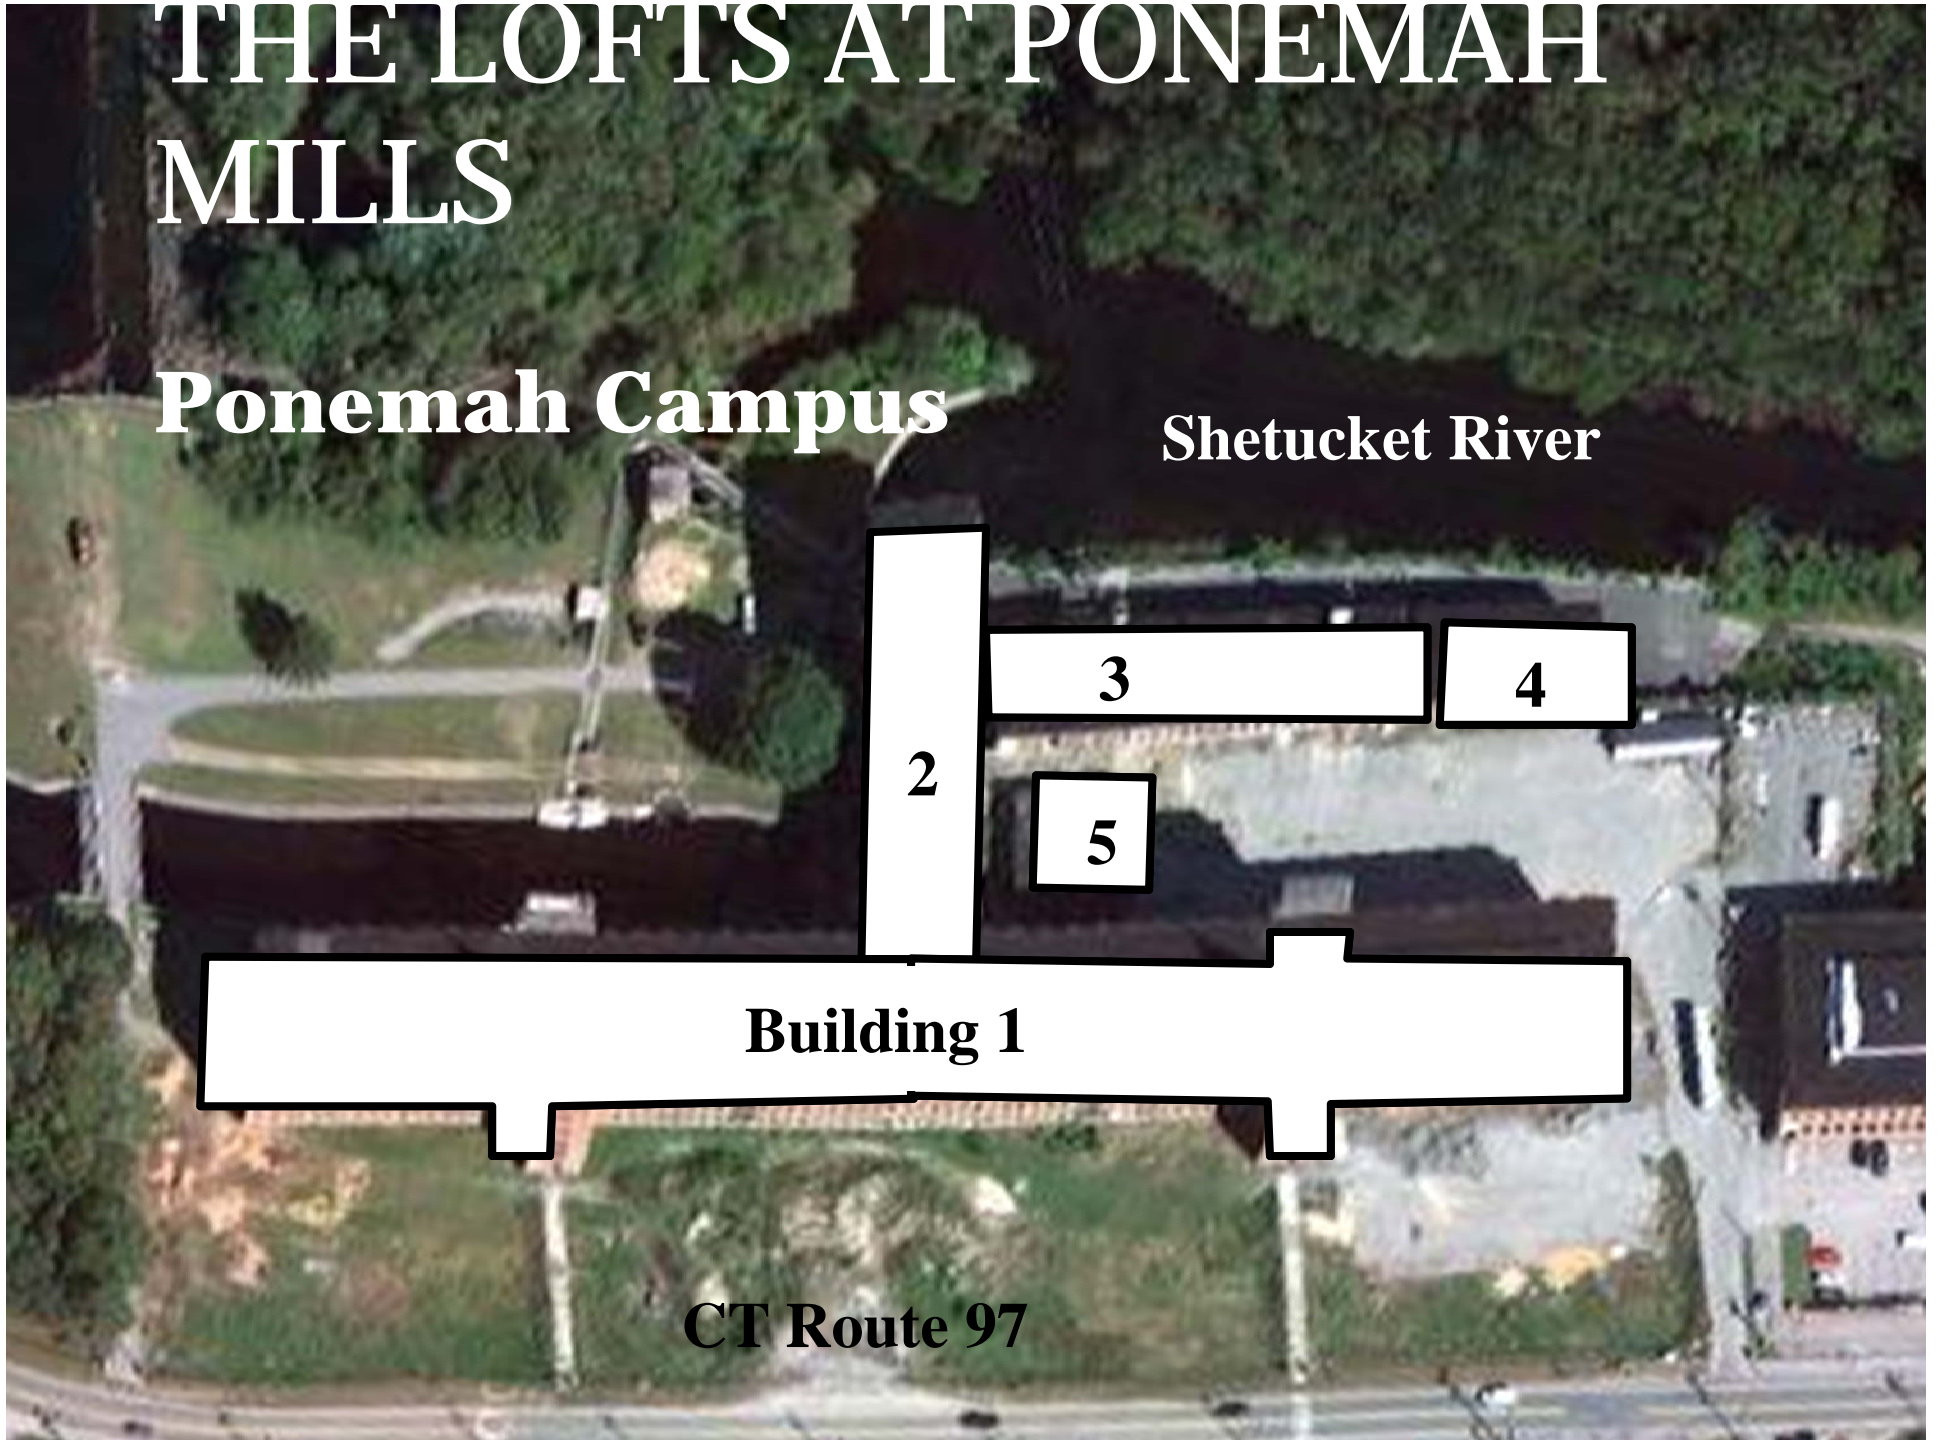 THE LOFTS AT PONEMAH
MILLS
Ponemah Campus
Shetucket River
3
4
2
5
Building 1
CT Route 97